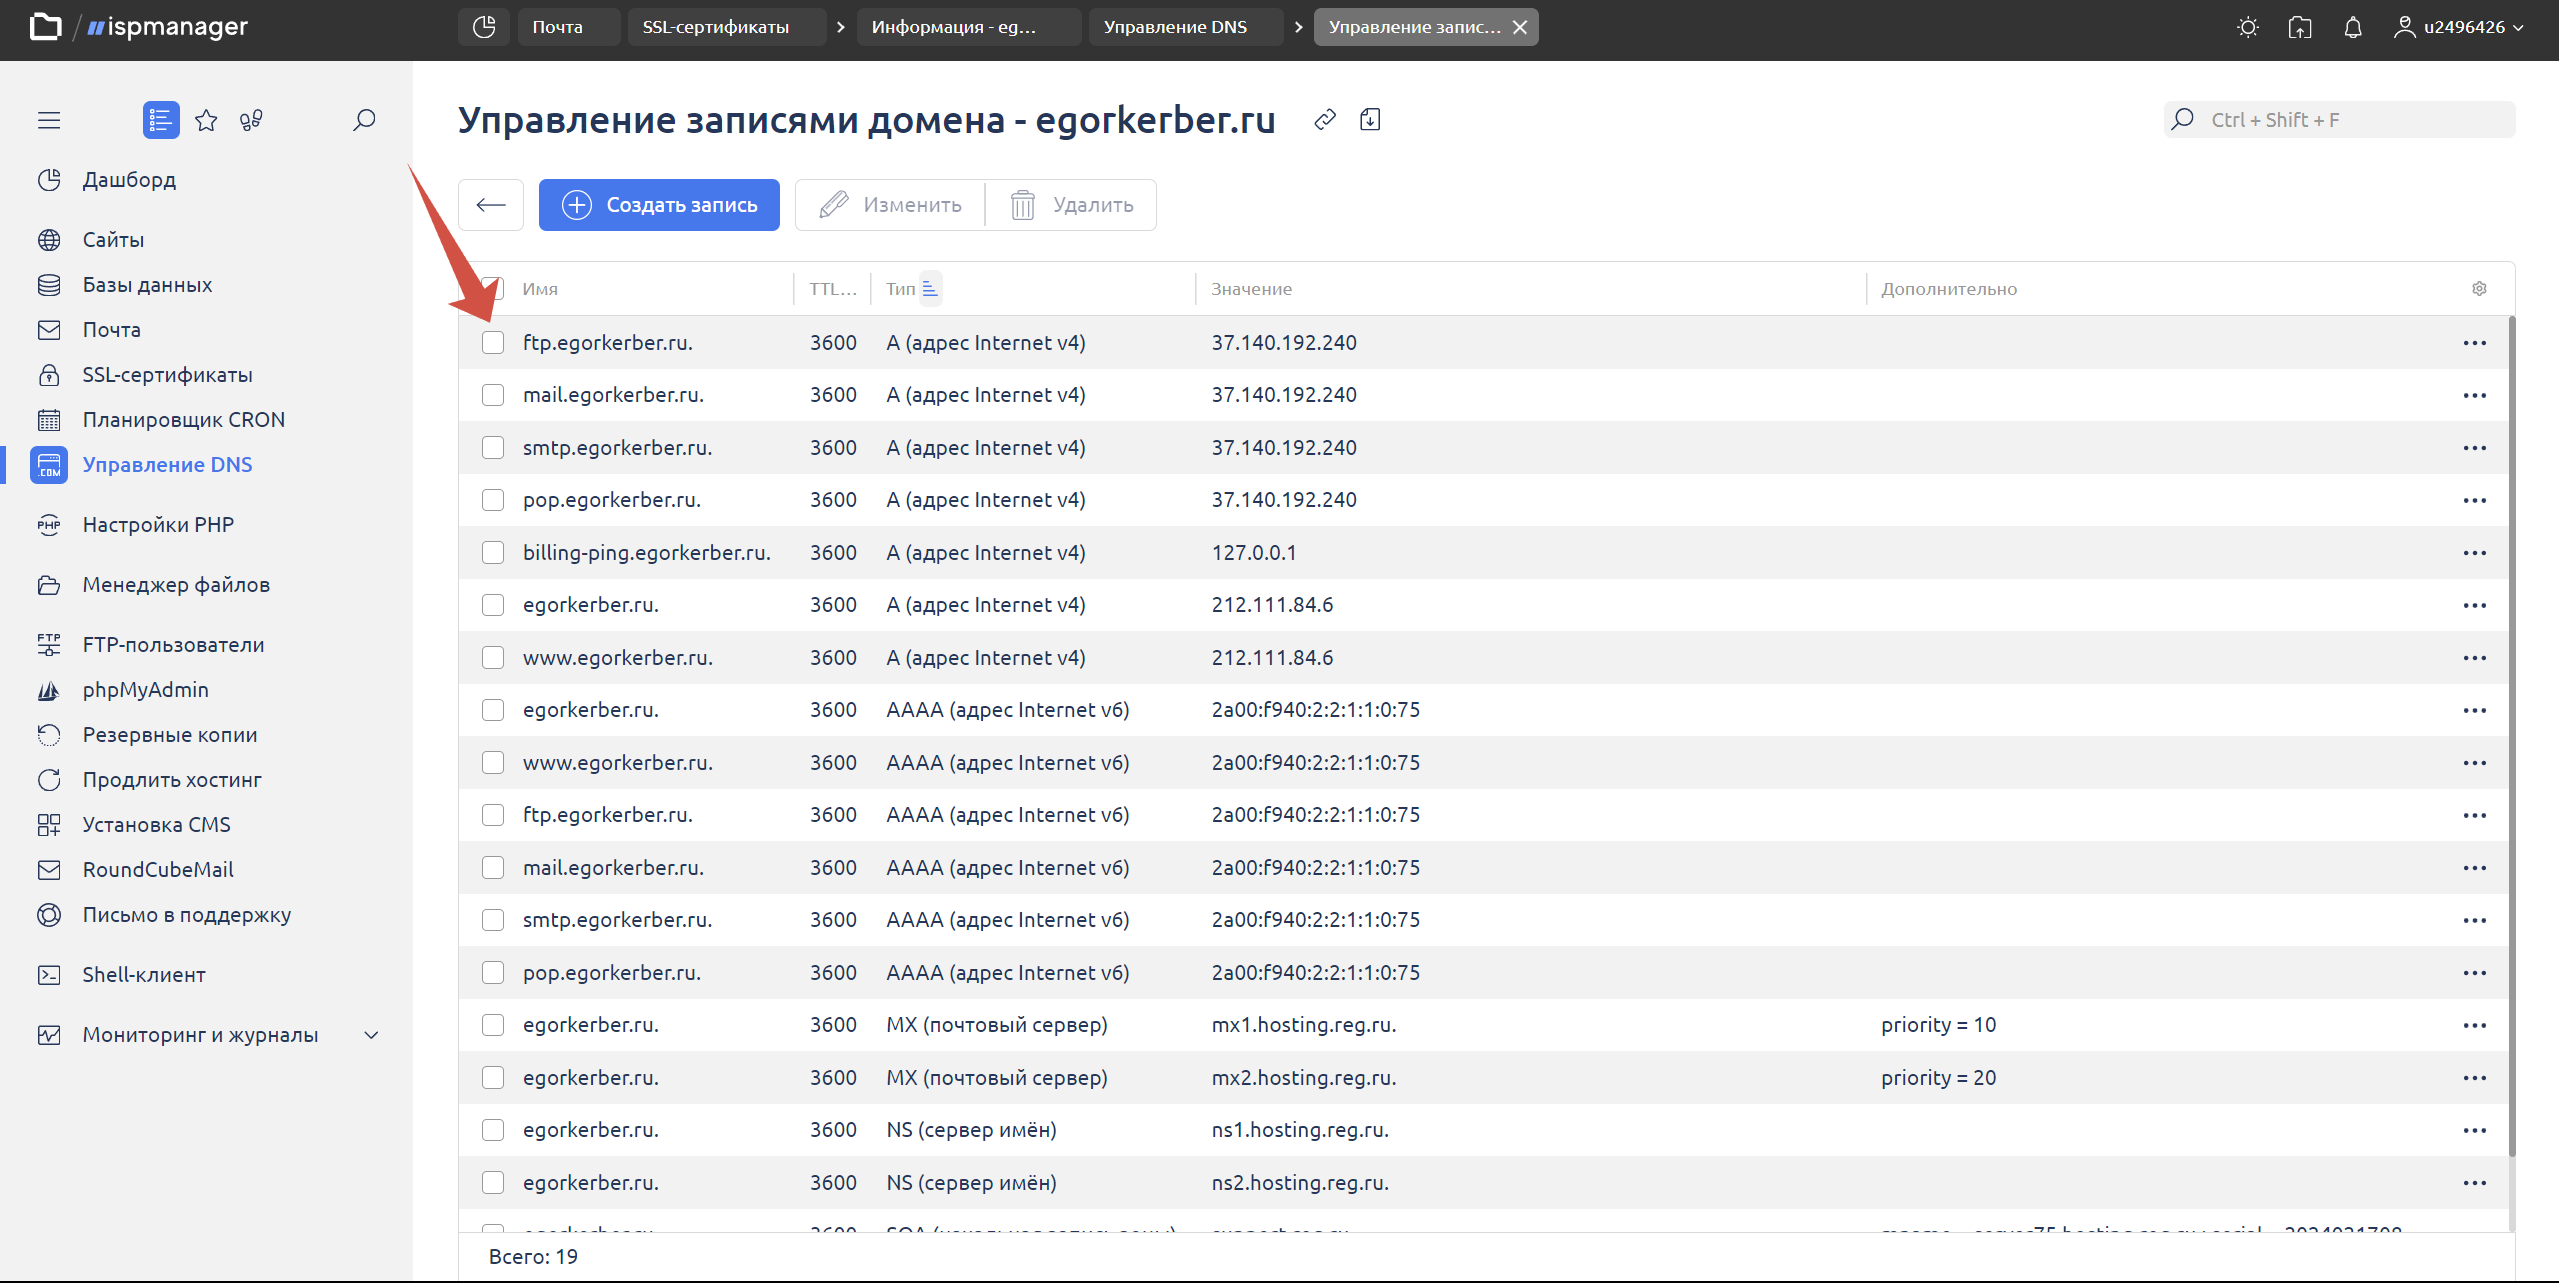 ispmanager
Почта
SSL-сертификаты
Информация - eg...
Управление DNS
Управление запис...
u2496426
Управление записями домена - egorkerber.ru
Ctrl + Shift + F
Дашборд
Сайты
Базы данных
Почта
SSL-сертификаты
Планировщик CRON
.COM
Управление DNS
PHP
Настройки PHP
Менеджер файлов
FTP
FTP-пользователи
phpMyAdmin
Резервные копии
Продлить хостинг
Установка CMS
RoundCubeMail
Письмо в поддержку
Shell-клиент
Мониторинг и журналы
Создать запись
Изменить
Удалить
Имя TTL... Тип Значение Дополнительно
ftp.egorkerber.ru. 3600 A (адрес Internet v4) 37.140.192.240
mail.egorkerber.ru. 3600 A (адрес Internet v4) 37.140.192.240
smtp.egorkerber.ru. 3600 A (адрес Internet v4) 37.140.192.240
pop.egorkerber.ru. 3600 A (адрес Internet v4) 37.140.192.240
billing-ping.egorkerber.ru. 3600 A (адрес Internet v4) 127.0.0.1
egorkerber.ru. 3600 A (адрес Internet v4) 212.111.84.6
www.egorkerber.ru. 3600 A (адрес Internet v4) 212.111.84.6
egorkerber.ru. 3600 AAAA (адрес Internet v6) 2a00:f940:2:2:1:1:0:75
www.egorkerber.ru. 3600 AAAA (адрес Internet v6) 2a00:f940:2:2:1:1:0:75
ftp.egorkerber.ru. 3600 AAAA (адрес Internet v6) 2a00:f940:2:2:1:1:0:75
mail.egorkerber.ru. 3600 AAAA (адрес Internet v6) 2a00:f940:2:2:1:1:0:75
smtp.egorkerber.ru. 3600 AAAA (адрес Internet v6) 2a00:f940:2:2:1:1:0:75
pop.egorkerber.ru. 3600 AAAA (адрес Internet v6) 2a00:f940:2:2:1:1:0:75
egorkerber.ru. 3600 MX (почтовый сервер) mx1.hosting.reg.ru. priority = 10
egorkerber.ru. 3600 MX (почтовый сервер) mx2.hosting.reg.ru. priority = 20
egorkerber.ru. 3600 NS (сервер имён) ns1.hosting.reg.ru.
egorkerber.ru. 3600 NS (сервер имён) ns2.hosting.reg.ru.
Всего: 19